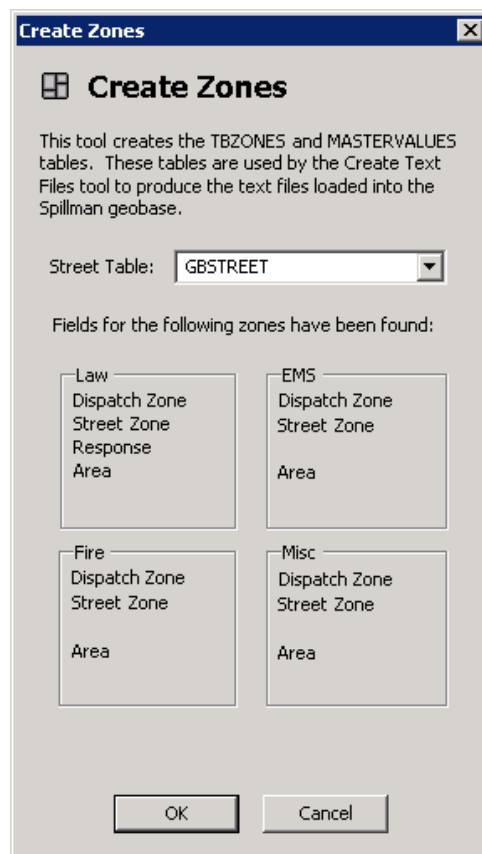 Create Zones
Create Zones
This tool creates the TBZONES and MASTERVALUES
tables. These tables are used by the Create Text
Files tool to produce the text files loaded into the
Spillman geobase.
Street Table: GBSTREET
Fields for the following zones have been found:
Law
Dispatch Zone
Street Zone
Response
Area
EMS
Dispatch Zone
Street Zone
Area
Fire
Dispatch Zone
Street Zone
Area
Misc
Dispatch Zone
Street Zone
Area
OK
Cancel